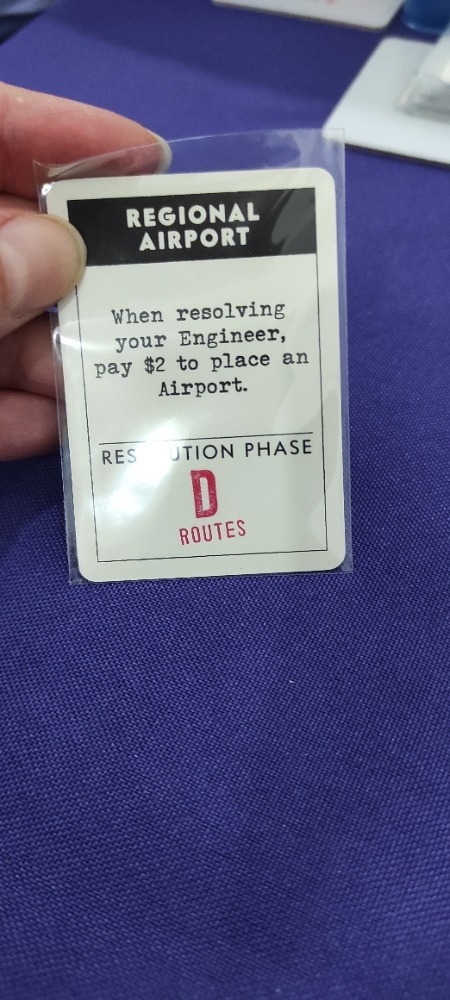 REGIONAL
AIRPORT
When resolving
your Engineer,
pay $2 to place an
Airport.
PHASE
D
ROUTES